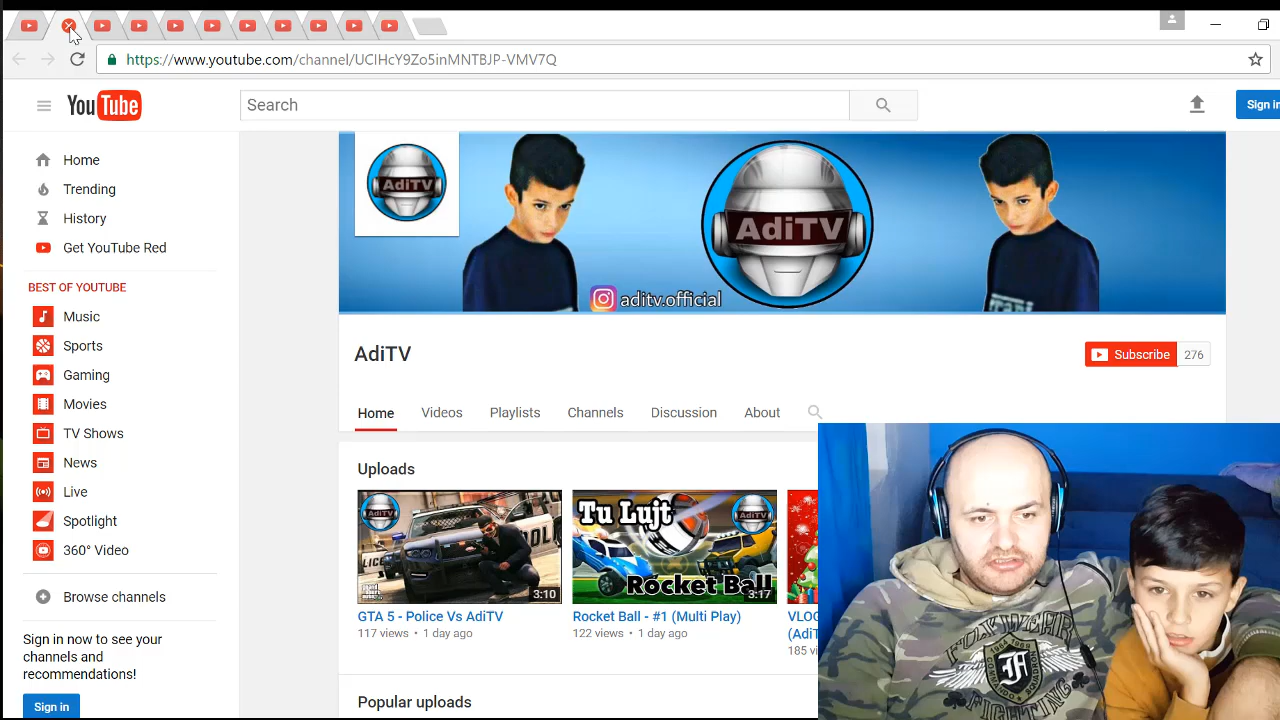 https://www.youtube.com/channel/UCIHcY9Zo5inMNTBJP-VMV7Q
YouTube
Search
Sign in
Home
Trending
History
Get YouTube Red
BEST OF YOUTUBE
Music
Sports
Gaming
Movies
TV Shows
News
Live
Spotlight
360° Video
Browse channels
Sign in now to see your
channels and
recommendations!
Sign in
AdiTV
AdiTV
aditv.official
AdiTV
Subscribe 276
Home Videos Playlists Channels Discussion About
Uploads
AdiTV
3:10
GTA 5 - Police Vs AdiTV
117 views • 1 day ago
Tu Lujt
AdiTV
Rocket Ball
3:17
Rocket Ball - #1 (Multi Play)
122 views • 1 day ago
VLOG
(AdiT
185 vi
Popular uploads
FIGHTING